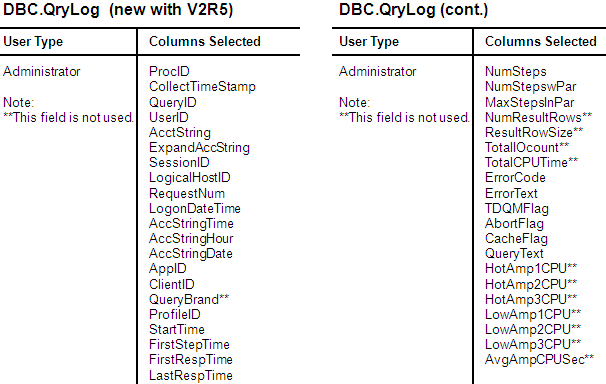 DBC.QryLog (new with V2R5)
User Type
Columns Selected
Administrator
Note:
**This field is not used.
ProcID
CollectTimeStamp
QueryID
UserID
AcctString
ExpandAccString
SessionID
LogicalHostID
RequestNum
LogonDateTime
AccStringTime
AccStringHour
AccStringDate
AppID
ClientID
QueryBrand**
ProfileID
StartTime
FirstStepTime
FirstRespTime
LastRespTime
DBC.QryLog (cont.)
User Type
Columns Selected
Administrator
Note:
**This field is not used.
NumSteps
NumStepswPar
MaxStepsInPar
NumResultRows**
ResultRowSize**
TotalIOcount**
TotalCPUTime**
ErrorCode
ErrorText
TDQMFlag
AbortFlag
CacheFlag
QueryText
HotAmp1CPU**
HotAmp2CPU**
HotAmp3CPU**
LowAmp1CPU**
LowAmp2CPU**
LowAmp3CPU**
AvgAmpCPUSec**